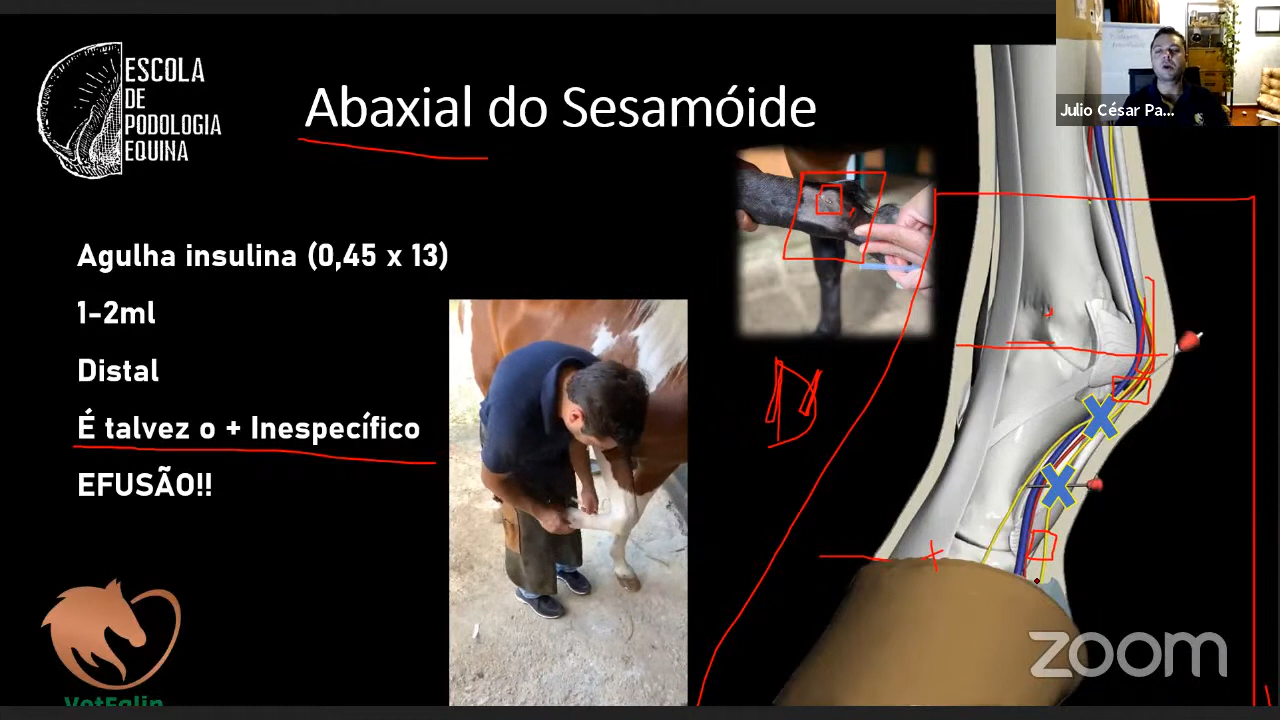 ESCOLA
DE
PODOLOGIA
EQUINA
Abaxial do Sesamóide
Julio César Pa...
Agulha insulina (0,45 x 13)
1-2ml
Distal
É talvez o + Inespecífico
EFUSÃO!!
zoom